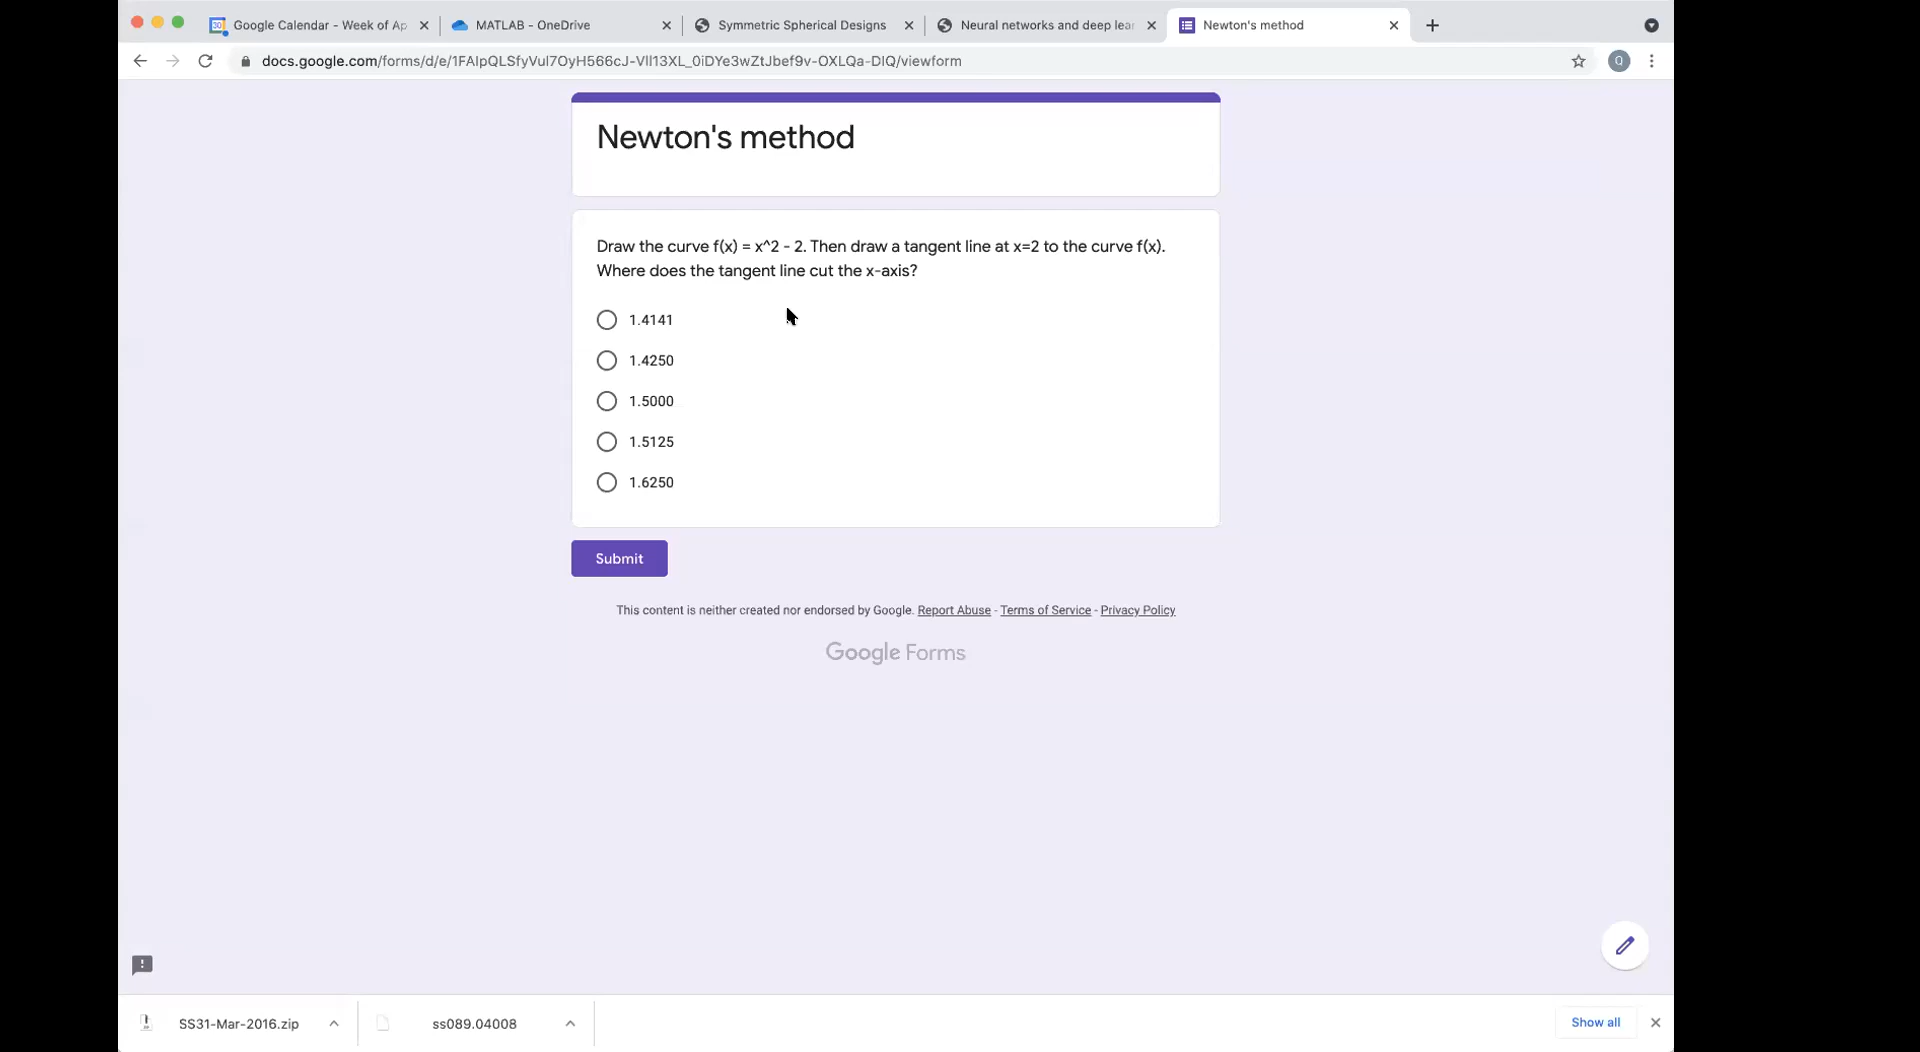 Google Calendar - Week of Ap
MATLAB - OneDrive
Symmetric Spherical Designs
Neural networks and deep lear
Newton's method
docs.google.com/forms/d/e/1FAIpQLSfyVul7OyH566cJ-Vll13XL_0iDYe3wZtJbef9v-OXLQa-DIQ/viewform
Q
Newton's method
Draw the curve f(x) = x^2 - 2. Then draw a tangent line at x=2 to the curve f(x).
Where does the tangent line cut the x-axis?
1.4141
1.4250
1.5000
1.5125
1.6250
Submit
This content is neither created nor endorsed by Google. Report Abuse - Terms of Service - Privacy Policy
Google Forms
SS31-Mar-2016.zip
ss089.04008
Show all